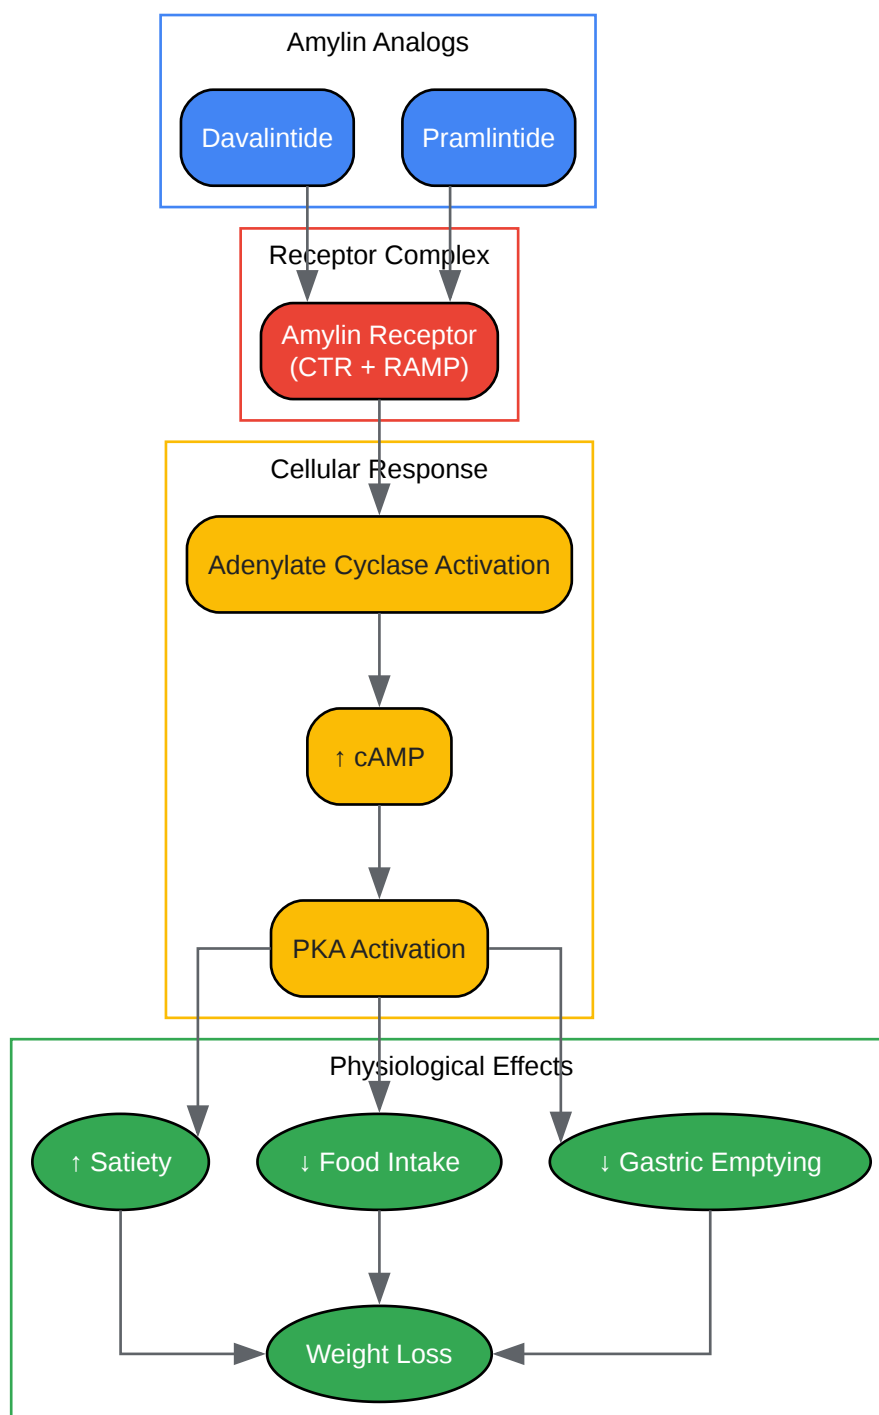 Amylin Analogs
Davalintide
Pramlintide
Receptor Complex
Amylin Receptor
(CTR + RAMP)
Cellular Response
Adenylate Cyclase Activation
↑ cAMP
PKA Activation
Physiological Effects
↑ Satiety
↓ Food Intake
↓ Gastric Emptying
Weight Loss